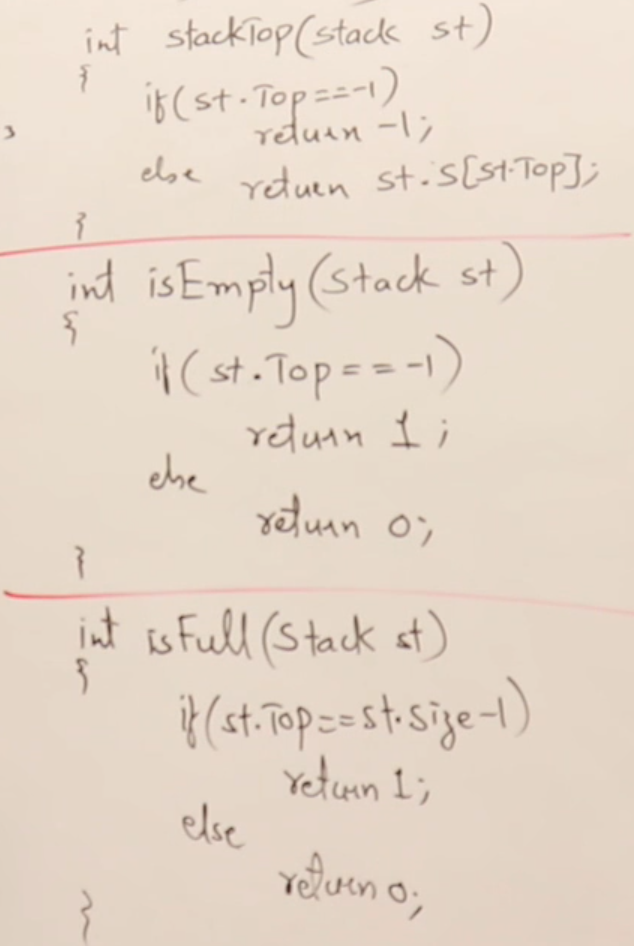 int stackTop(stack st)
{
if(st.Top==-1)
return -1;
else return st.S[st.Top];
}
int isEmpty(Stack st)
{
if(st.Top==-1)
return 1;
else
return 0;
}
int isFull(Stack st)
{
if(st.Top==st.size-1)
return 1;
else
return 0;
}